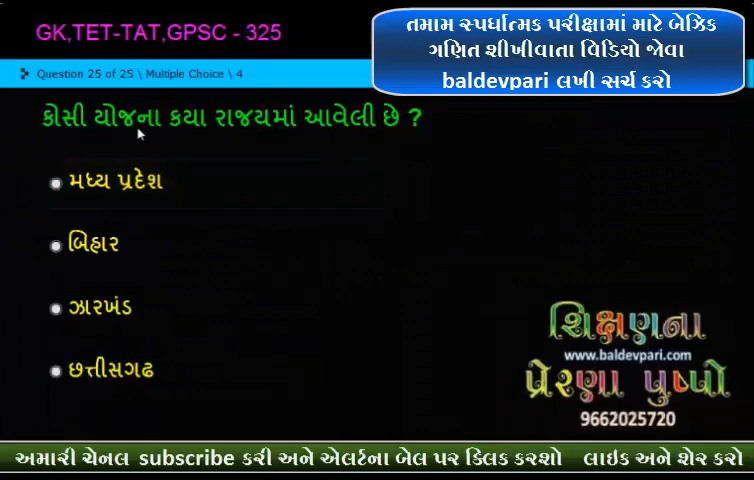 GK,TET-TAT,GPSC - 325
તમામ સ્પર્ધાત્મક પરીક્ષામાં માટે બેઝિક
ગણિત શીખીવાતા વિડિયો જોવા
baldevpari લખી સર્ચ કરો
Question 25 of 25 \ Multiple Choice \ 4
કોસી યોજના કયા રાજયમાં આવેલી છે ?
મધ્ય પ્રદેશ
બિહાર
ઝારખંડ
છત્તીસગઢ
શિક્ષણના
www.baldevpari.com
પ્રેરણા પુષ્પો
9662025720
અમારી ચેનલ subscribe કરી અને એલર્ટના બેલ પર ક્લિક કરશો લાઇક અને શેર કરો